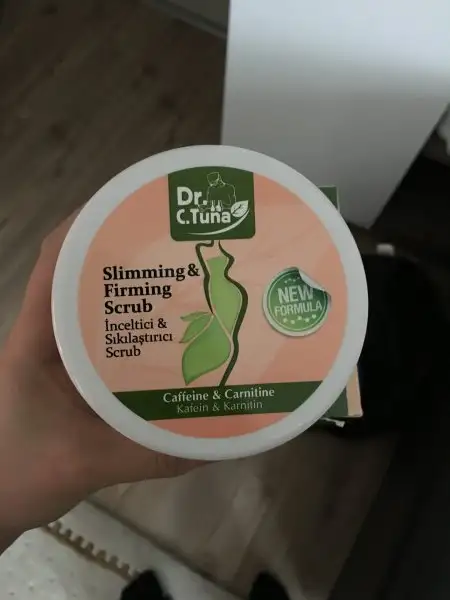 Dr.
C.Tuna
Slimming &
Firming
Scrub
İnceltici &
Sıkılaştırıcı
Scrub
NEW
FORMULA
Caffeine & Carnitine
Kafein & Karnitin